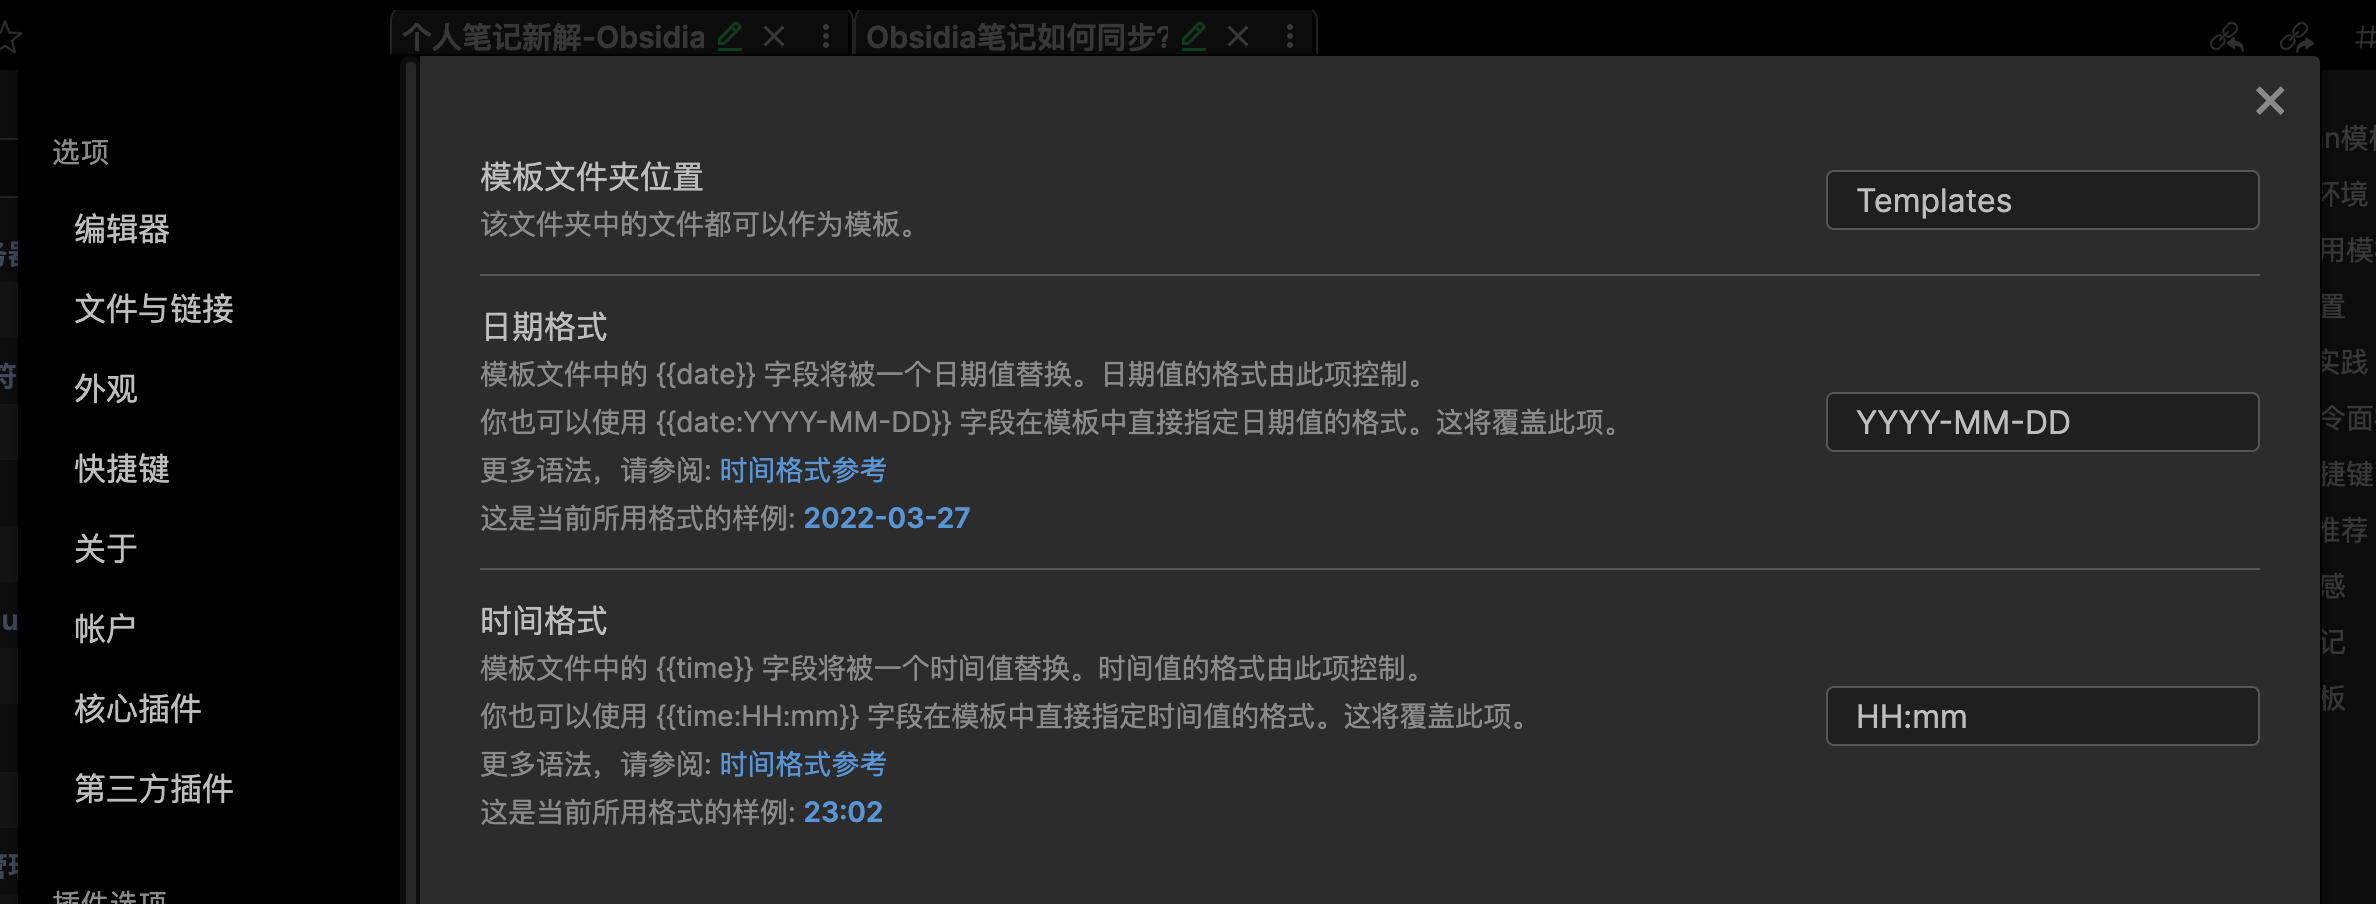 个人笔记新解-Obsidia
Obsidia笔记如何同步?
选项
编辑器
文件与链接
外观
快捷键
关于
帐户
核心插件
第三方插件
插件选项
模板文件夹位置
该文件夹中的文件都可以作为模板。
Templates
日期格式
模板文件中的 {{date}} 字段将被一个日期值替换。日期值的格式由此项控制。
你也可以使用 {{date:YYYY-MM-DD}} 字段在模板中直接指定日期值的格式。这将覆盖此项。
更多语法，请参阅: 时间格式参考
这是当前所用格式的样例: 2022-03-27
YYYY-MM-DD
时间格式
模板文件中的 {{time}} 字段将被一个时间值替换。时间值的格式由此项控制。
你也可以使用 {{time:HH:mm}} 字段在模板中直接指定时间值的格式。这将覆盖此项。
更多语法，请参阅: 时间格式参考
这是当前所用格式的样例: 23:02
HH:mm
n模板
环境
用模
置
实践
令面
捷键
推荐
感
记
板